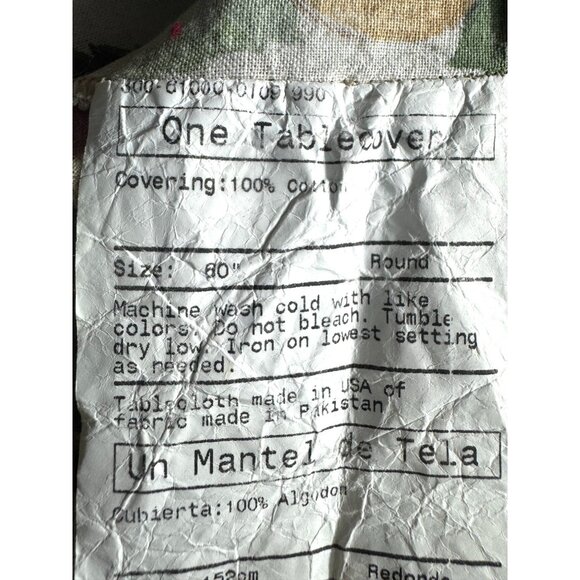 300-81000-0109 990
One Tablecover
Covering:100% Cotton
Size: 60" Round
Machine wash cold with like
colors. Do not bleach. Tumble
dry low. Iron on lowest setting
as needed.
Tablecloth made in USA of
fabric made in Pakistan
Un Mantel de Tela
Cubierta:100% Algodon
152cm Redondo